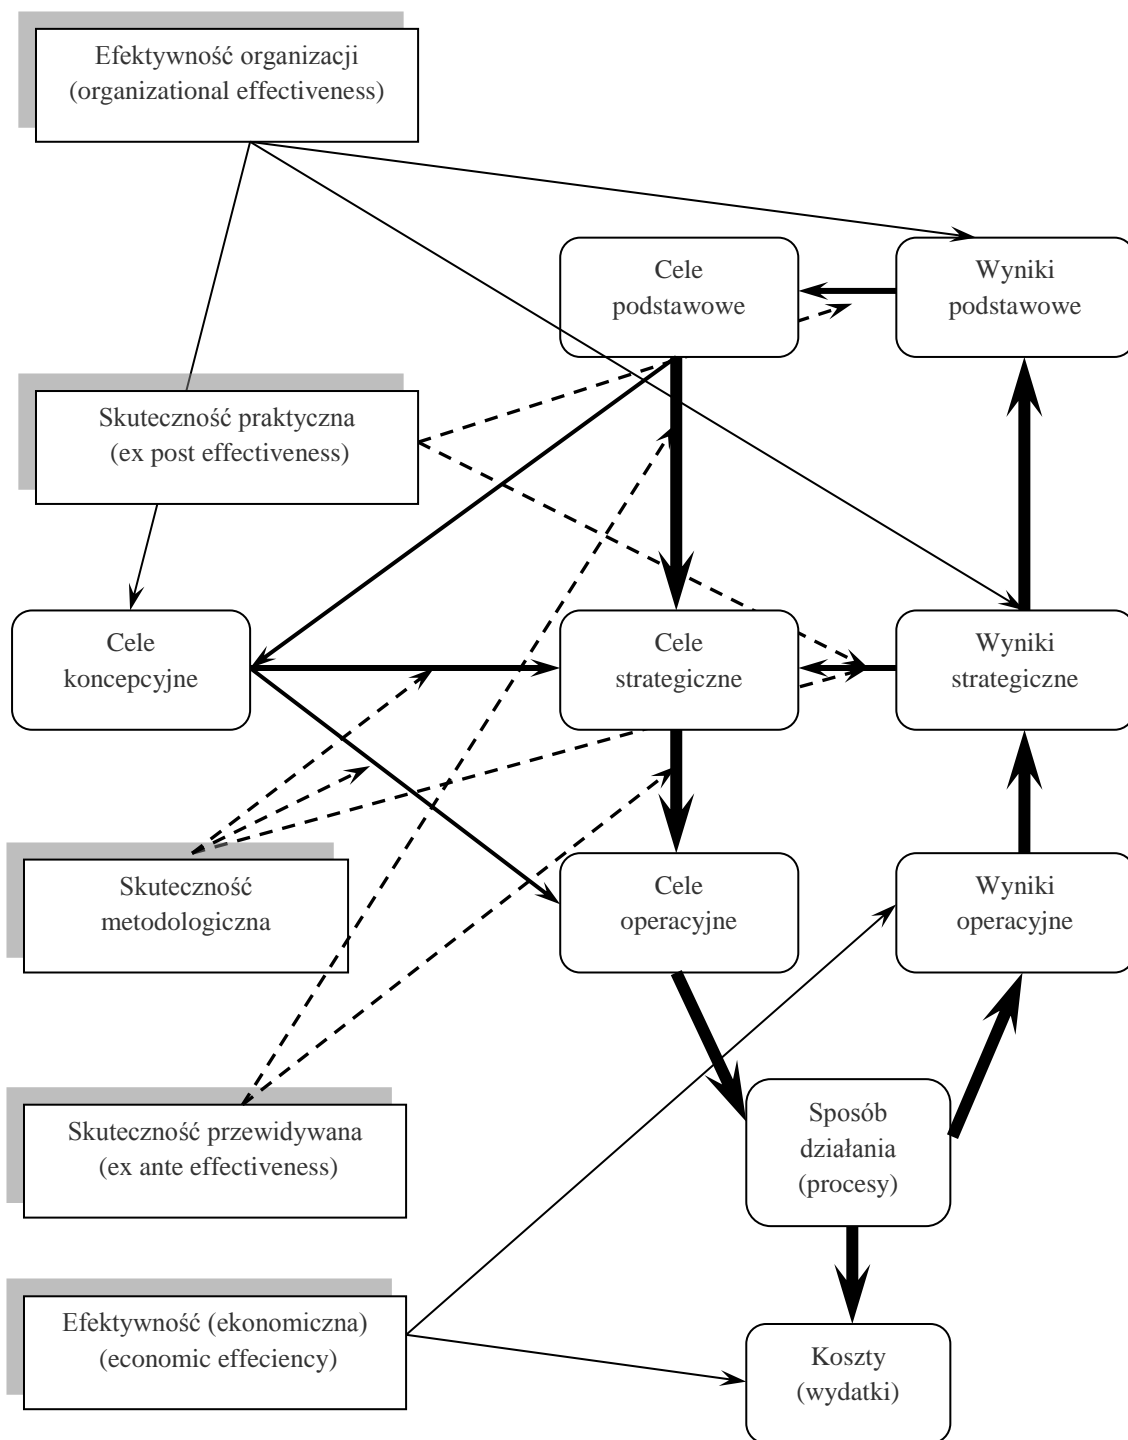 Efektywność organizacji
(organizational effectiveness)
Cele
podstawowe
Wyniki
podstawowe
Skuteczność praktyczna
(ex post effectiveness)
Cele
koncepcyjne
Cele
strategiczne
Wyniki
strategiczne
Skuteczność
metodologiczna
Cele
operacyjne
Wyniki
operacyjne
Skuteczność przewidywana
(ex ante effectiveness)
Sposób
działania
(procesy)
Efektywność (ekonomiczna)
(economic effeciency)
Koszty
(wydatki)